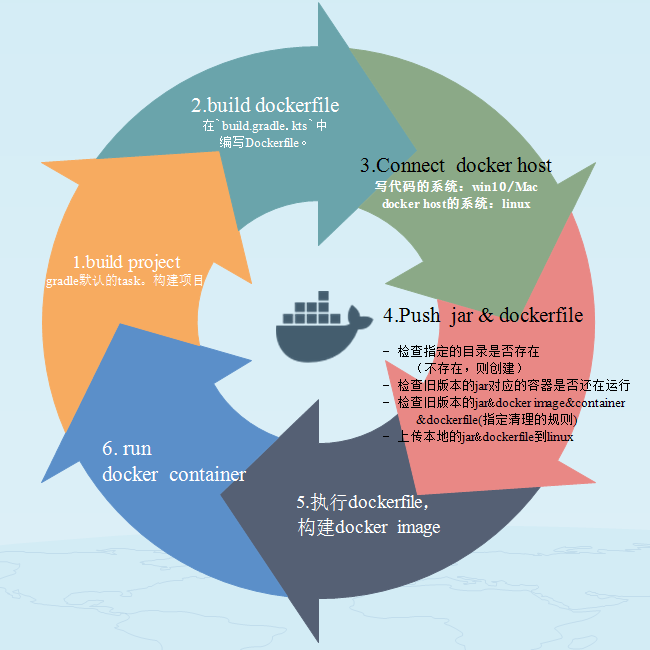 2.build dockerfile
在`build.gradle.kts`中
编写Dockerfile。
3.Connect docker host
写代码的系统：win10/Mac
docker host的系统：linux
1.build project
gradle默认的task。构建项目
4.Push jar & dockerfile
- 检查指定的目录是否存在
（不存在，则创建）
- 检查旧版本的jar对应的容器是否还在运行
- 检查旧版本的jar&docker image&container
&dockerfile(指定清理的规则)
- 上传本地的jar&dockerfile到linux
6. run
docker container
5.执行dockerfile，
构建docker image